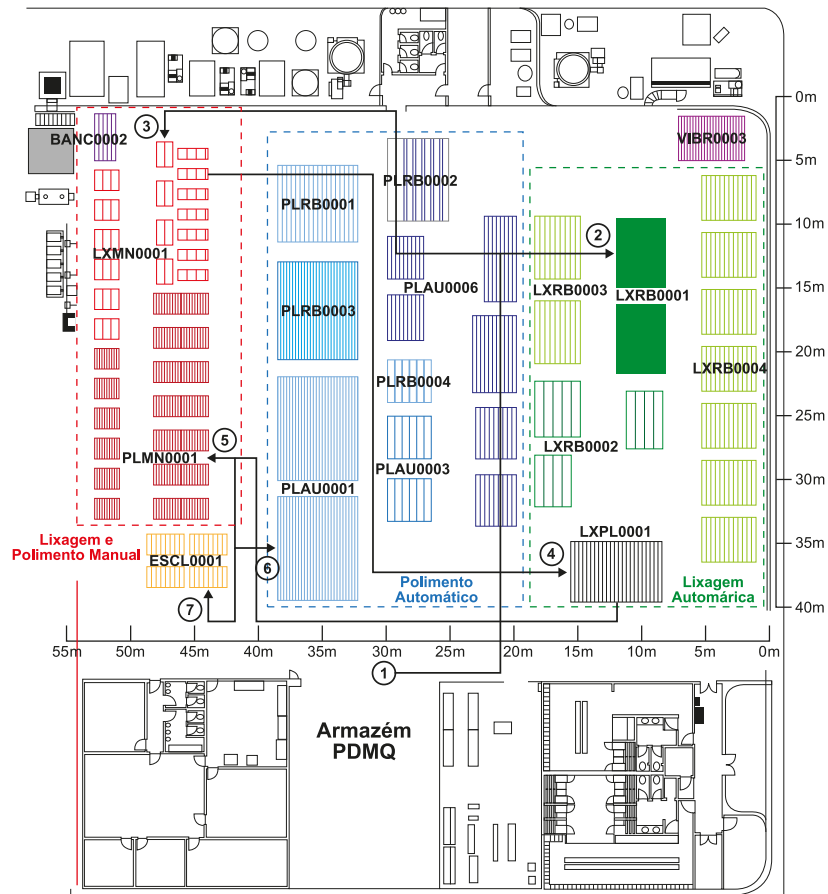 0m
3
VIBR0003
BANC0002
5m
PLRB0002
PLRB0001
10m
2
LXMN0001
PLAU0006
LXRB0003
LXRB0001
15m
PLRB0003
20m
PLRB0004
LXRB0004
25m
5
LXRB0002
PLMN0001
PLAU0003
30m
PLAU0001
Lixagem e
Polimento Manual
ESCL0001
LXPL0001
35m
4
6
Polimento
Automático
Lixagem
Automárica
7
40m
55m 50m 45m 40m 35m 30m 25m 20m 15m 10m 5m 0m
1
Armazém
PDMQ